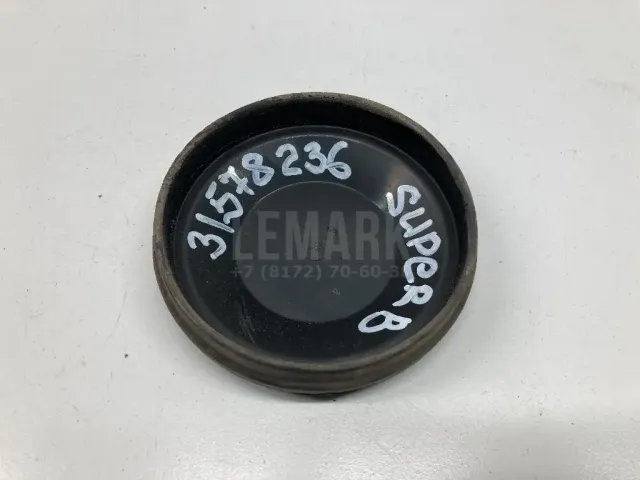 3/578236
SUPER B
LEMARK
+7 (8172) 70-60-3